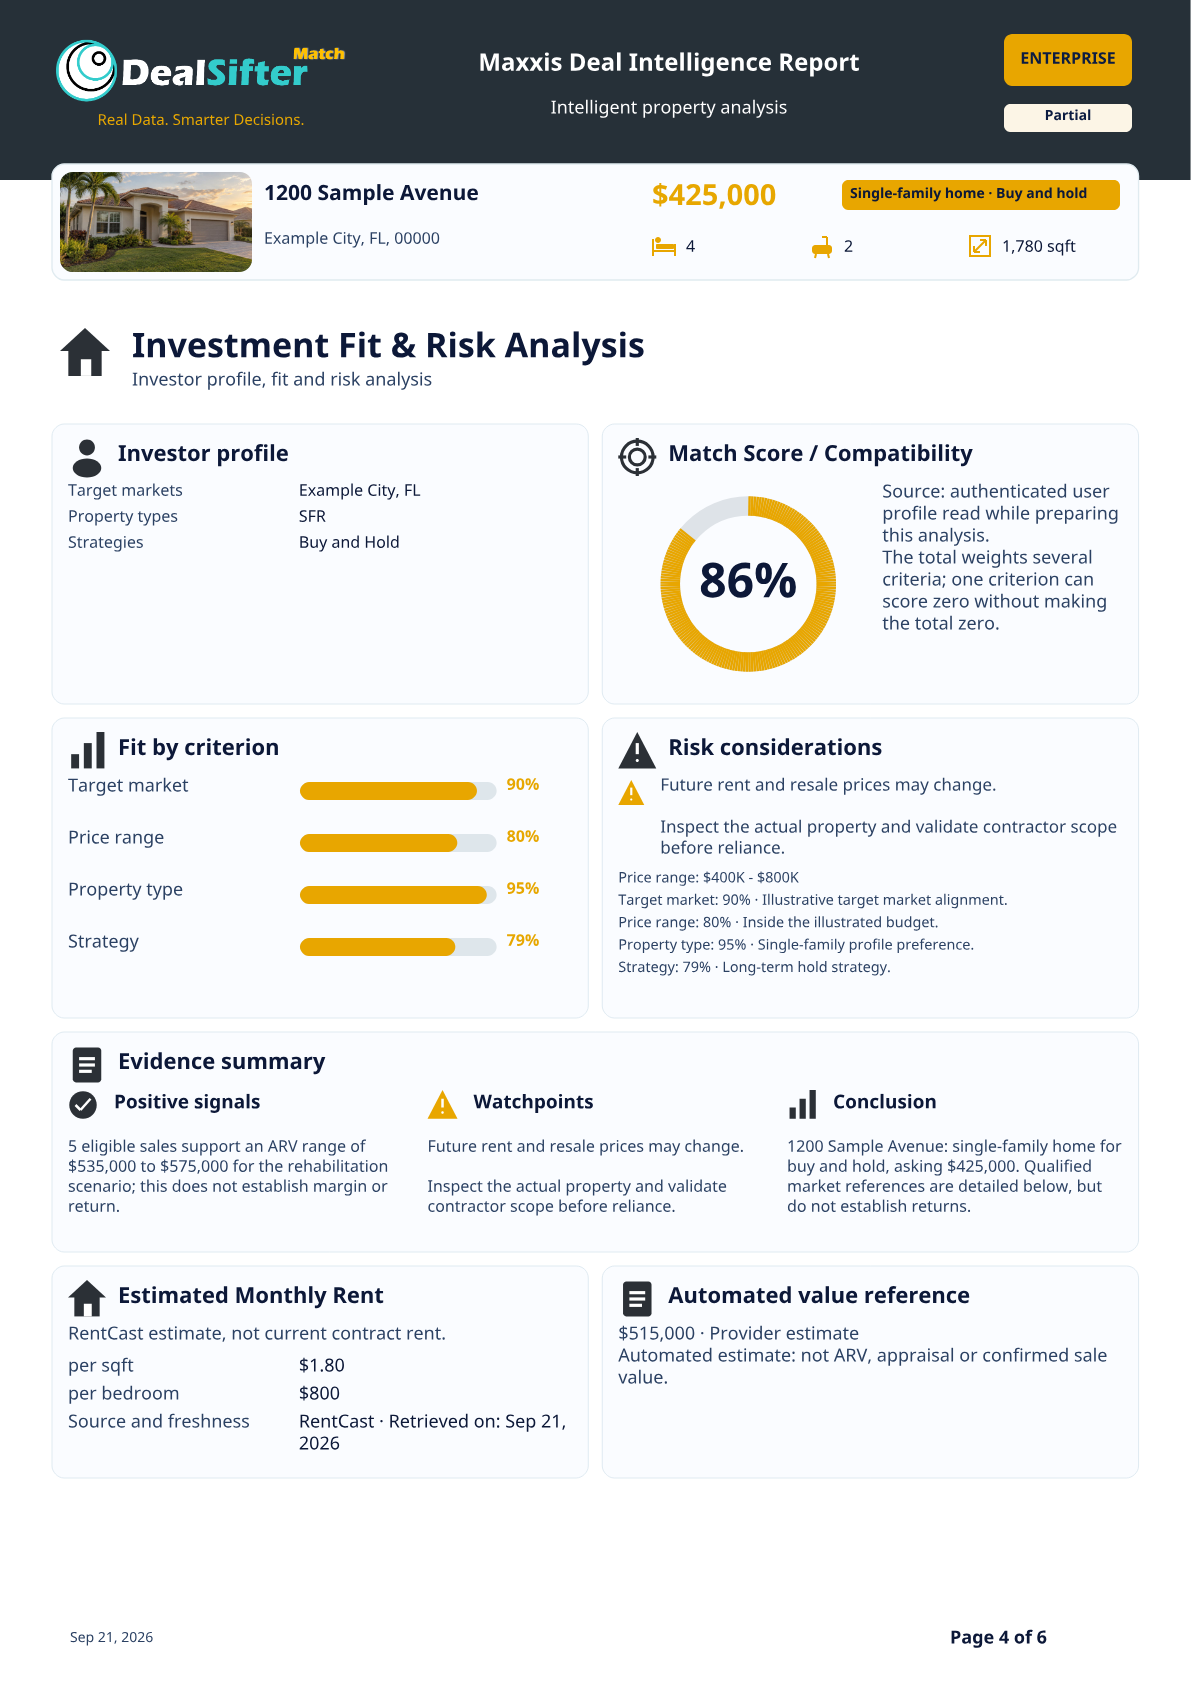 DealSifter Match
Real Data. Smarter Decisions.
Maxxis Deal Intelligence Report
Intelligent property analysis
ENTERPRISE
Partial
1200 Sample Avenue
Example City, FL, 00000
$425,000
Single-family home · Buy and hold
4
2
1,780 sqft
Investment Fit & Risk Analysis
Investor profile, fit and risk analysis
Investor profile
Target markets Example City, FL
Property types SFR
Strategies Buy and Hold
Match Score / Compatibility
86%
Source: authenticated user
profile read while preparing
this analysis.
The total weights several
criteria; one criterion can
score zero without making
the total zero.
Fit by criterion
Target market 90%
Price range 80%
Property type 95%
Strategy 79%
Risk considerations
Future rent and resale prices may change.
Inspect the actual property and validate contractor scope
before reliance.
Price range: $400K - $800K
Target market: 90% · Illustrative target market alignment.
Price range: 80% · Inside the illustrated budget.
Property type: 95% · Single-family profile preference.
Strategy: 79% · Long-term hold strategy.
Evidence summary
Positive signals
5 eligible sales support an ARV range of
$535,000 to $575,000 for the rehabilitation
scenario; this does not establish margin or
return.
Watchpoints
Future rent and resale prices may change.
Inspect the actual property and validate
contractor scope before reliance.
Conclusion
1200 Sample Avenue: single-family home for
buy and hold, asking $425,000. Qualified
market references are detailed below, but
do not establish returns.
Estimated Monthly Rent
RentCast estimate, not current contract rent.
per sqft $1.80
per bedroom $800
Source and freshness RentCast · Retrieved on: Sep 21,
2026
Automated value reference
$515,000 · Provider estimate
Automated estimate: not ARV, appraisal or confirmed sale
value.
Sep 21, 2026
Page 4 of 6